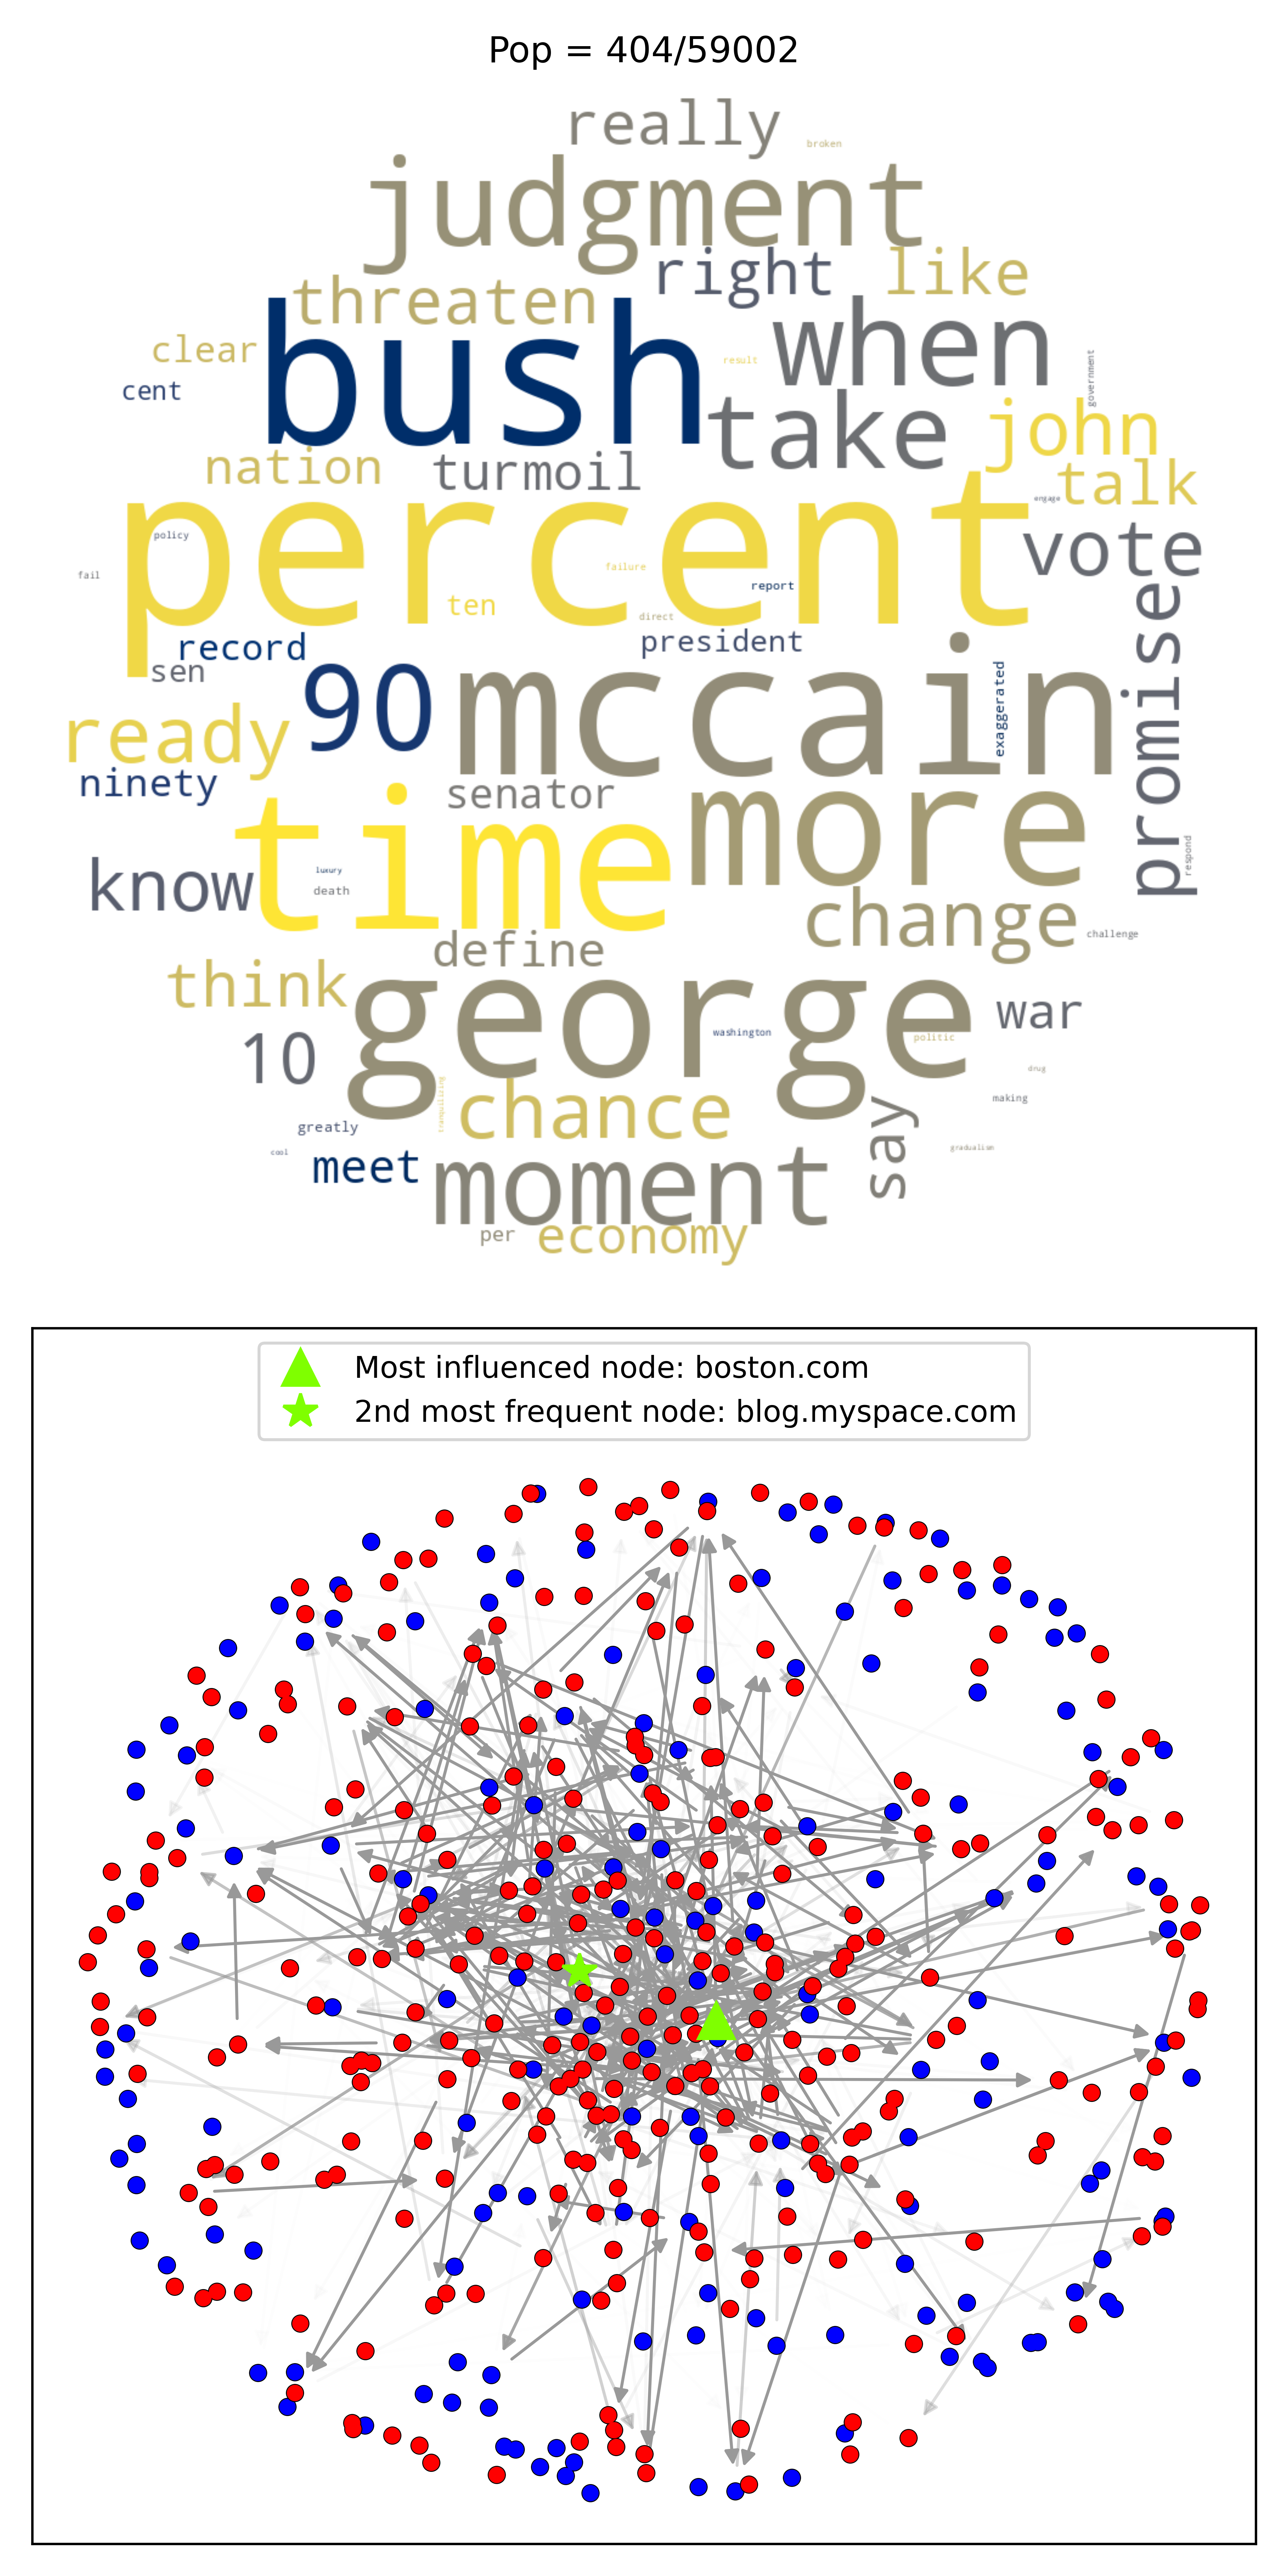 Pop = 404/59002
really
broken
judgment
right
like
threaten
when
clear
bush
result
government
cent
take
john
nation
turmoil
talk
percent
engage
policy
vote
fail
failure
report
promise
ten
direct
record
president
sen
90
mccain
exaggerated
ready
ninety
senator
time
more
respond
know
luxury
death
change
challenge
define
think
george
war
washington
politic
10
drug
tranquilizing
chance
making
say
greatly
cool
gradualism
meet
moment
per
economy
Most influenced node: boston.com
2nd most frequent node: blog.myspace.com